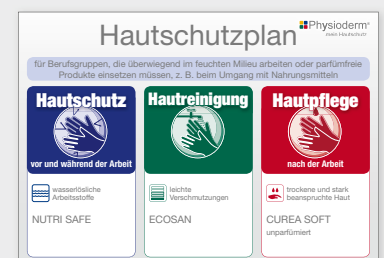 Hautschutzplan
Physioderm®
mein Hautschutz
für Berufsgruppen, die überwiegend im feuchten Milieu arbeiten oder parfümfreie
Produkte einsetzen müssen, z. B. beim Umgang mit Nahrungsmitteln
Hautschutz
vor und während der Arbeit
wasserlösliche
Arbeitsstoffe
NUTRI SAFE
Hautreinigung
leichte
Verschmutzungen
ECOSAN
Hautpflege
nach der Arbeit
trockene und stark
beanspruchte Haut
CUREA SOFT
unparfümiert